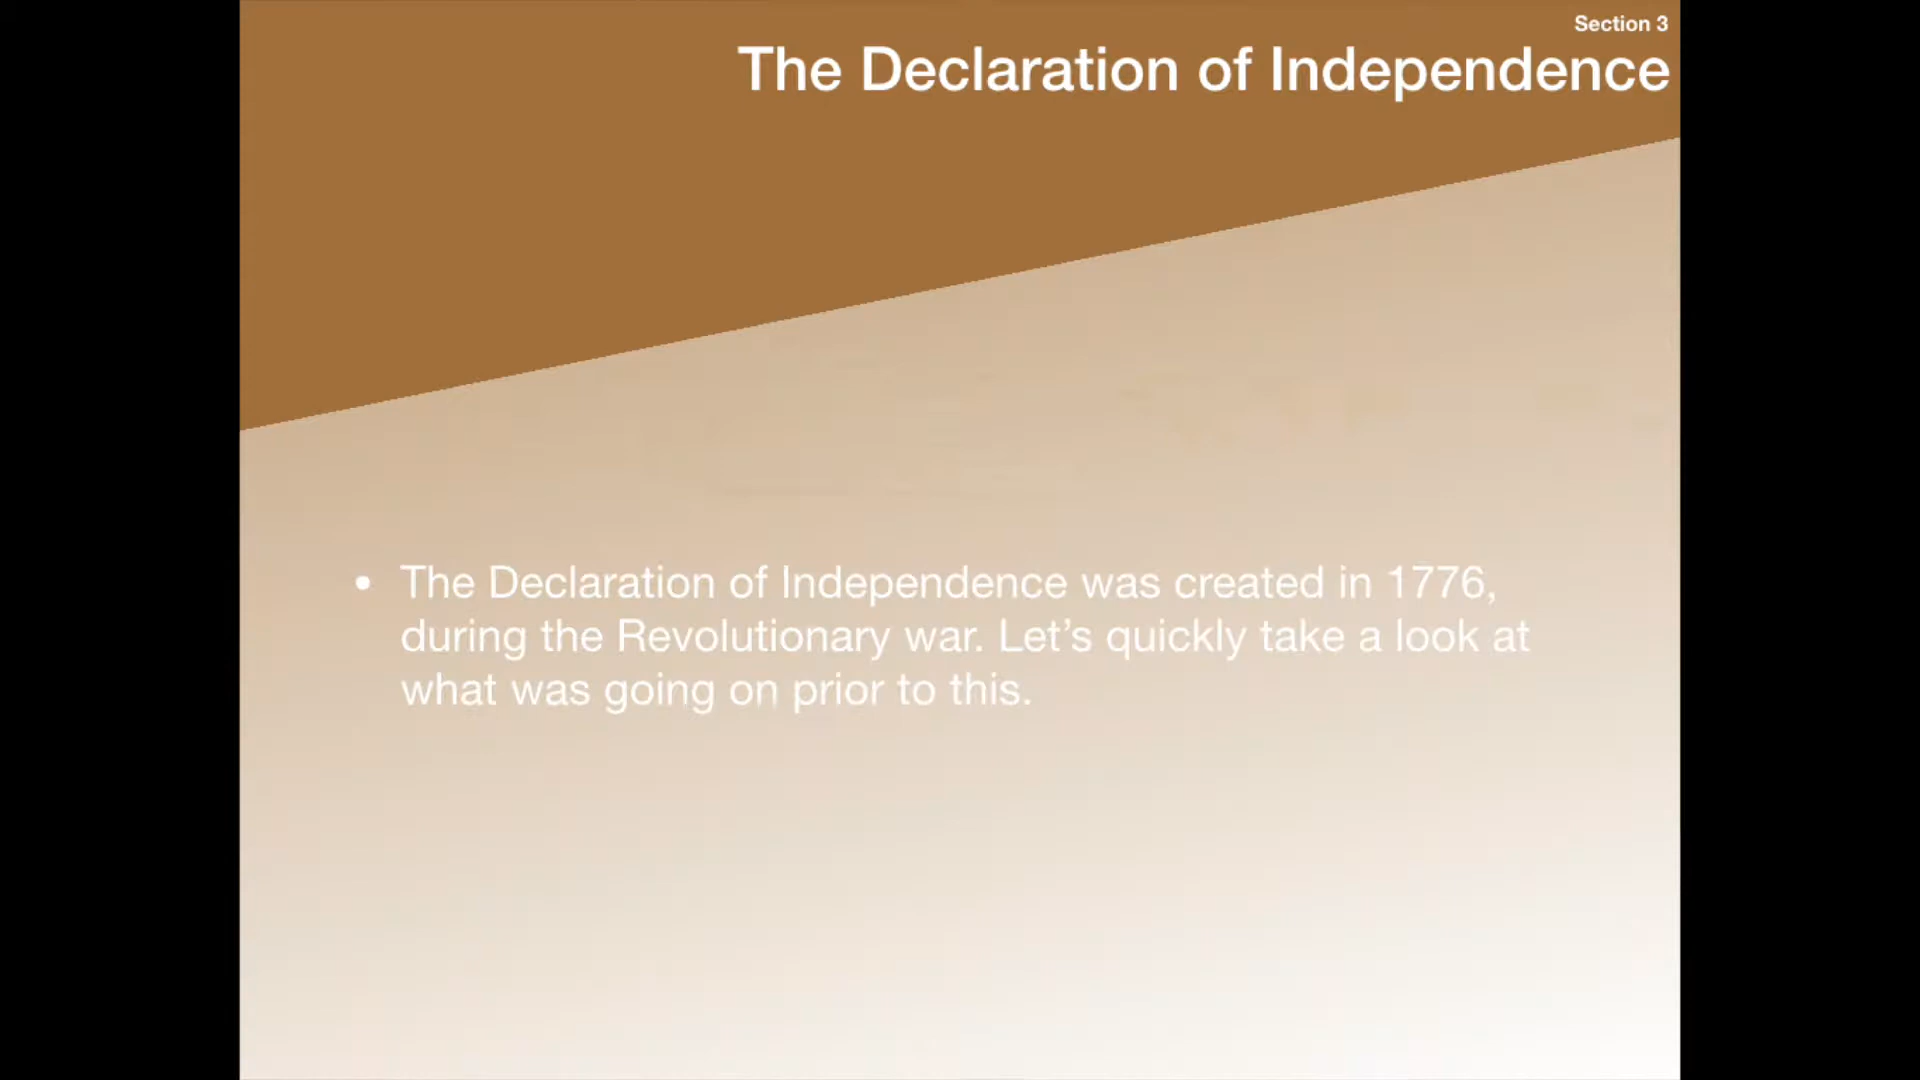 Section 3
The Declaration of Independence
• The Declaration of Independence was created in 1776,
during the Revolutionary war. Let’s quickly take a look at
what was going on prior to this.